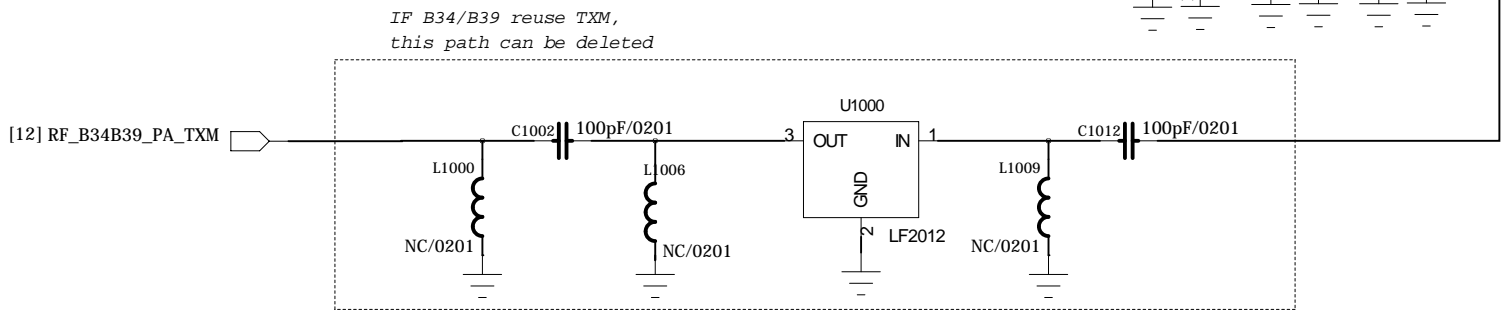 IF B34/B39 reuse TXM,
this path can be deleted
U1000
[12] RF_B34B39_PA_TXM
C1002 100pF/0201
3 OUT IN 1
C1012 100pF/0201
L1000
L1006
L1009
GND
2
LF2012
NC/0201
NC/0201
NC/0201